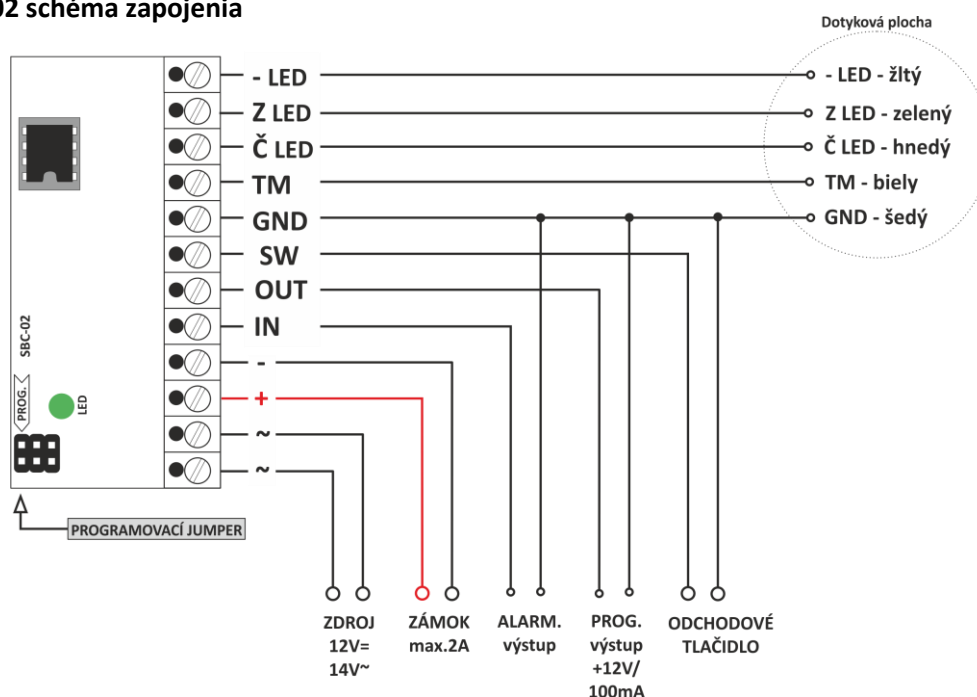 02 schéma zapojenia
Dotyková plocha
- LED
Z LED
Č LED
TM
GND
SW
OUT
IN
-
+
~
~
- LED - žltý
Z LED - zelený
Č LED - hnedý
TM - biely
GND - šedý
SBC-02
PROG.
LED
PROGRAMOVACÍ JUMPER
ZDROJ
12V=
14V~
ZÁMOK
max.2A
ALARM.
výstup
PROG.
výstup
+12V/
100mA
ODCHODOVÉ
TLAČIDLO